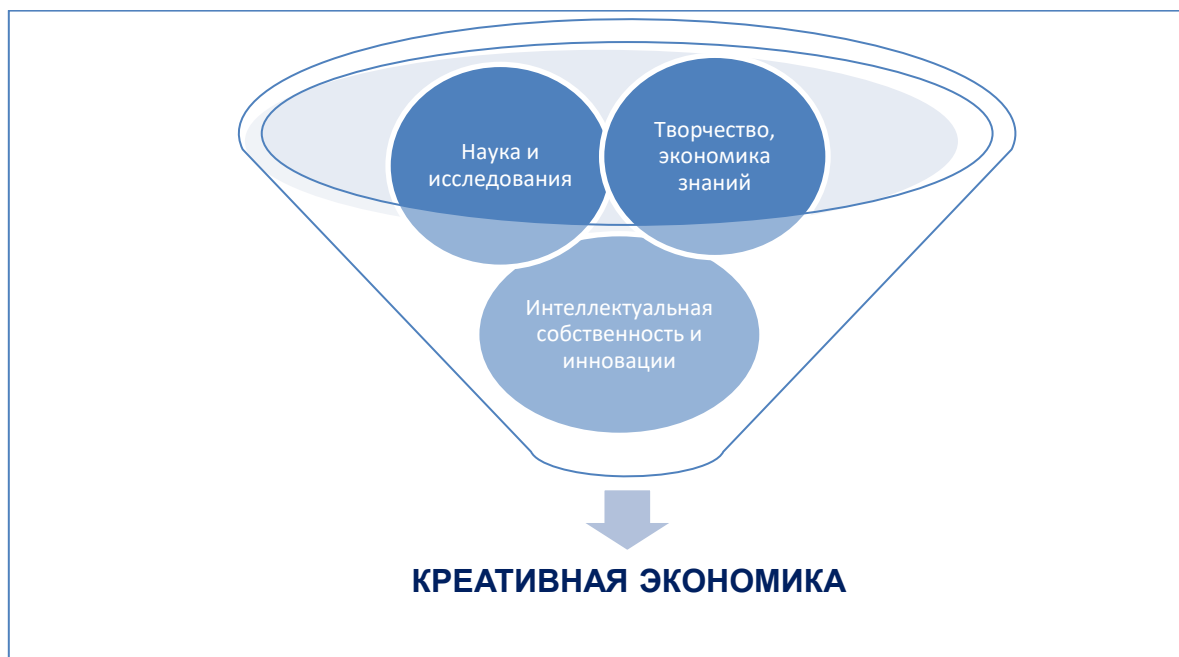 Наука и
исследования
Творчество,
экономика
знаний
Интеллектуальная
собственность и
инновации
КРЕАТИВНАЯ ЭКОНОМИКА